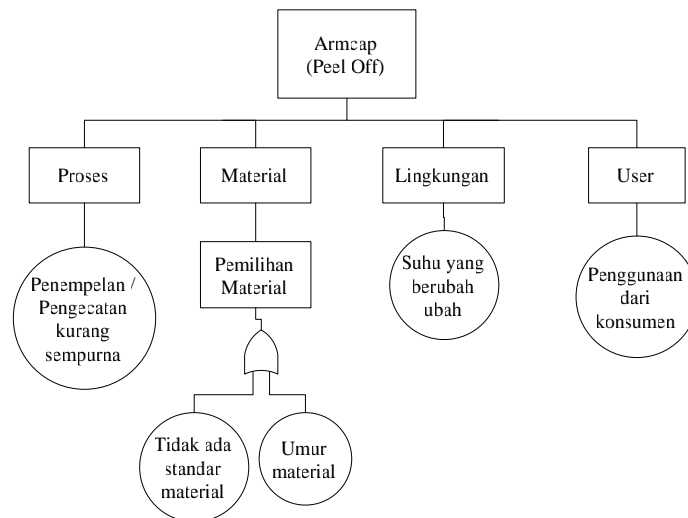 Armcap
(Peel Off)
Proses
Material
Lingkungan
User
Penempelan /
Pengecatan
kurang
sempurna
Pemilihan
Material
Suhu yang
berubah
ubah
Penggunaan
dari
konsumen
Tidak ada
standar
material
Umur
material